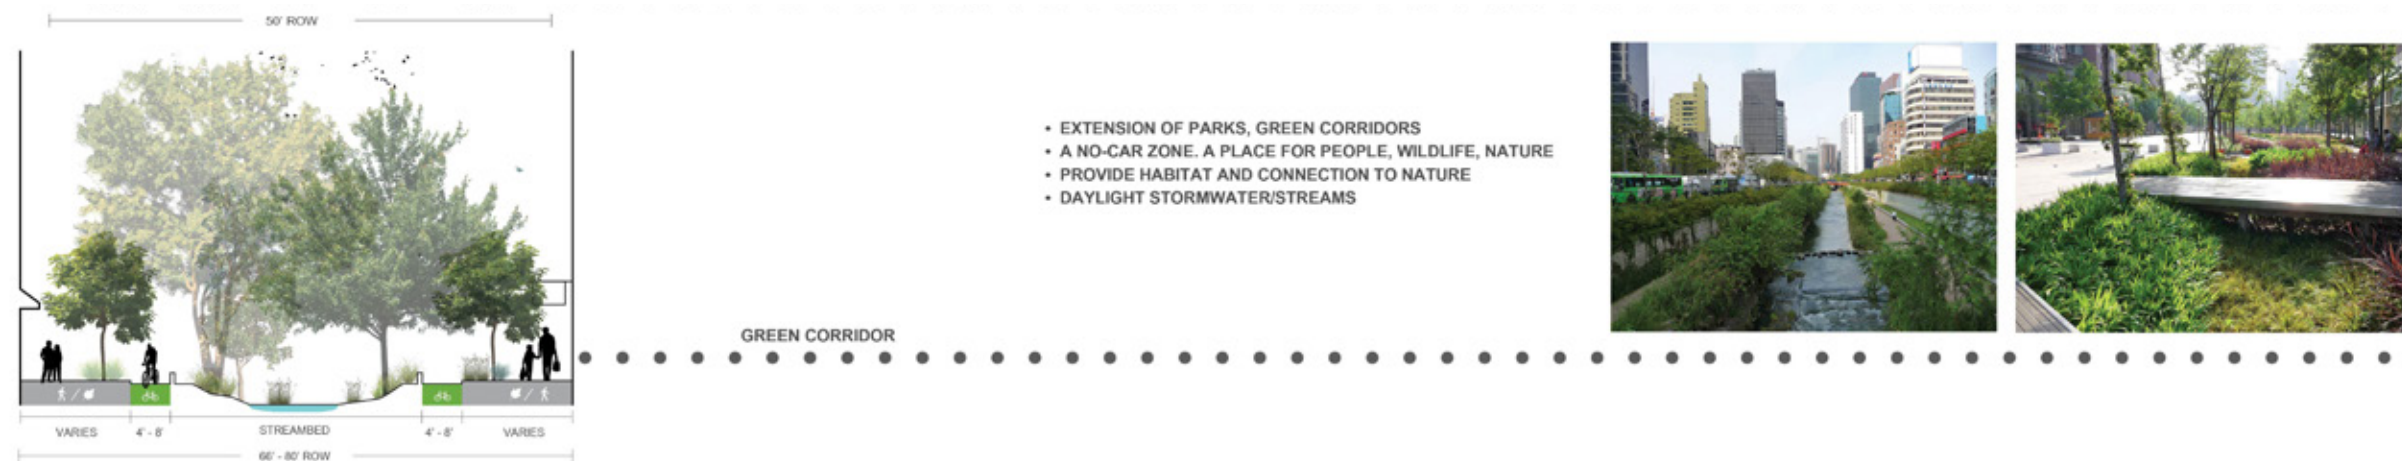 50' ROW
• EXTENSION OF PARKS, GREEN CORRIDORS
• A NO-CAR ZONE. A PLACE FOR PEOPLE, WILDLIFE, NATURE
• PROVIDE HABITAT AND CONNECTION TO NATURE
• DAYLIGHT STORMWATER/STREAMS
GREEN CORRIDOR
VARIES 4' - 8' STREAMBED 4' - 8' VARIES
66' - 80' ROW